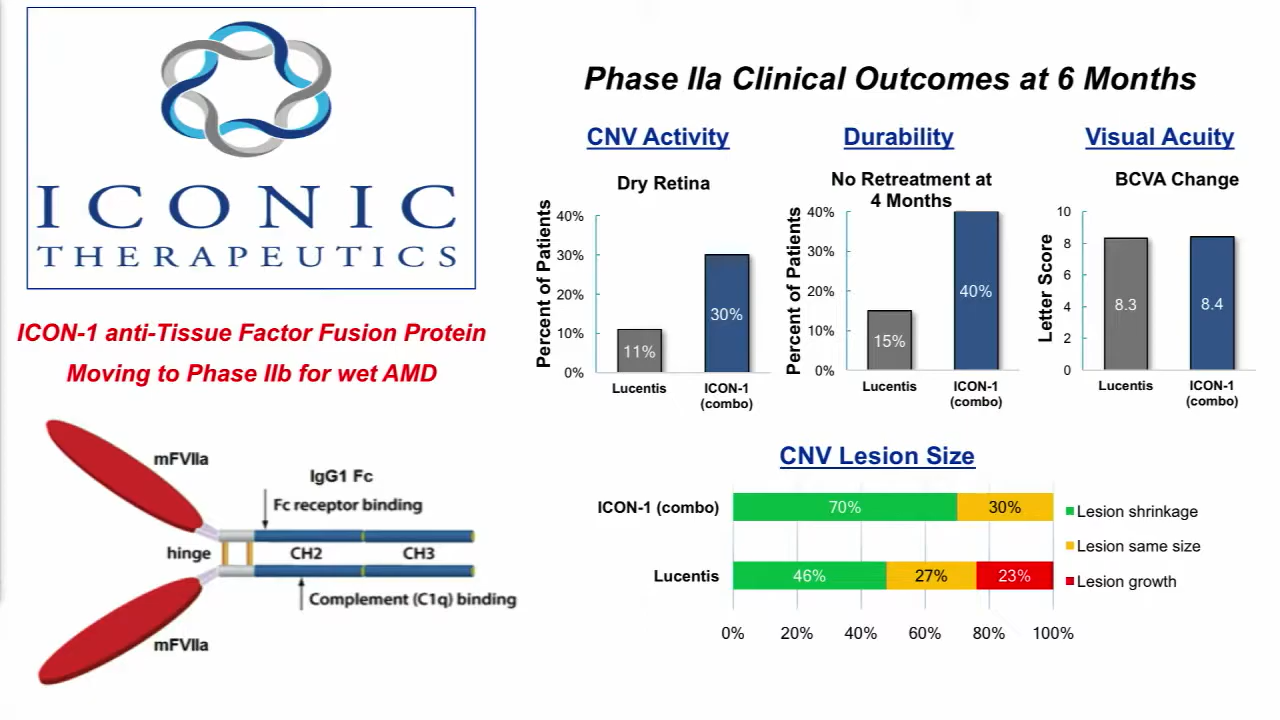 ICONIC
THERAPEUTICS
ICON-1 anti-Tissue Factor Fusion Protein
Moving to Phase IIb for wet AMD
mFVIIa
IgG1 Fc
Fc receptor binding
hinge
CH2
CH3
Complement (C1q) binding
mFVIIa
Phase IIa Clinical Outcomes at 6 Months
CNV Activity
Dry Retina
Percent of Patients
40%
30%
20%
10%
0%
11%
30%
Lucentis
ICON-1
(combo)
Durability
No Retreatment at
4 Months
Percent of Patients
40%
30%
20%
10%
0%
15%
40%
Lucentis
ICON-1
(combo)
Visual Acuity
BCVA Change
Letter Score
10
8
6
4
2
0
8.3
8.4
Lucentis
ICON-1
(combo)
CNV Lesion Size
ICON-1 (combo)
70%
30%
Lucentis
46%
27%
23%
0%
20%
40%
60%
80%
100%
Lesion shrinkage
Lesion same size
Lesion growth